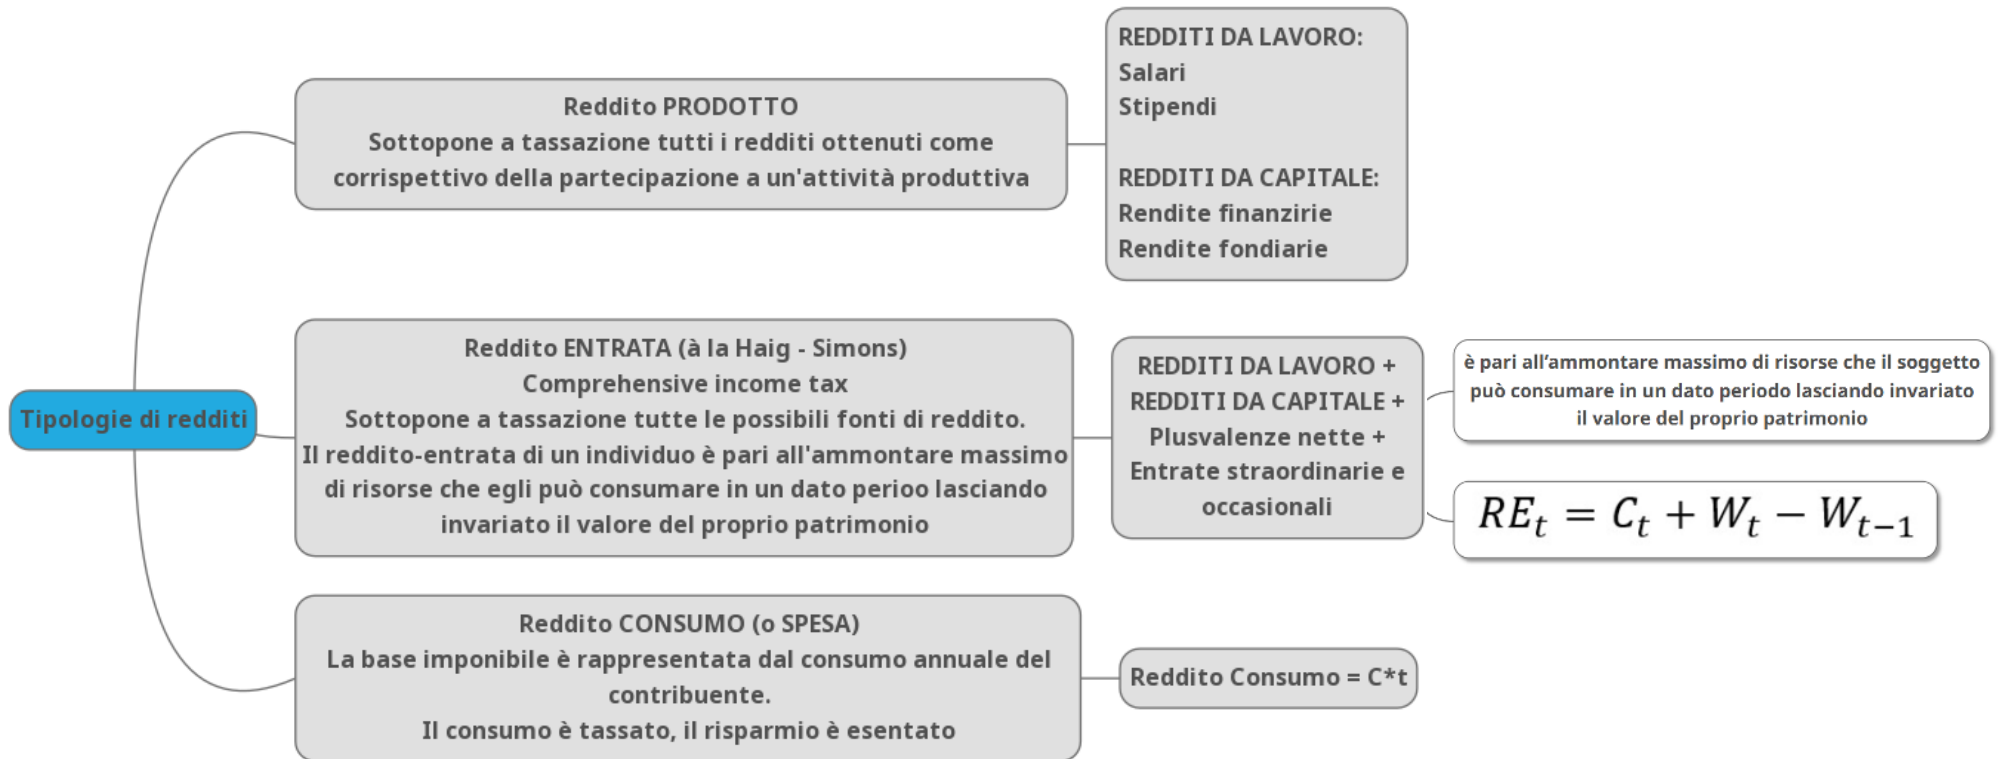 Tipologie di redditi
Reddito PRODOTTO
Sottopone a tassazione tutti i redditi ottenuti come
corrispettivo della partecipazione a un'attività produttiva
REDDITI DA LAVORO:
Salari
Stipendi
REDDITI DA CAPITALE:
Rendite finanzirie
Rendite fondiarie
Reddito ENTRATA (à la Haig - Simons)
Comprehensive income tax
Sottopone a tassazione tutte le possibili fonti di reddito.
Il reddito-entrata di un individuo è pari all'ammontare massimo
di risorse che egli può consumare in un dato perioo lasciando
invariato il valore del proprio patrimonio
REDDITI DA LAVORO +
REDDITI DA CAPITALE +
Plusvalenze nette +
Entrate straordinarie e
occasionali
è pari all’ammontare massimo di risorse che il soggetto
può consumare in un dato periodo lasciando invariato
il valore del proprio patrimonio
$RE_t = C_t + W_t - W_{t-1}$
Reddito CONSUMO (o SPESA)
La base imponibile è rappresentata dal consumo annuale del
contribuente.
Il consumo è tassato, il risparmio è esentato
Reddito Consumo = C*t